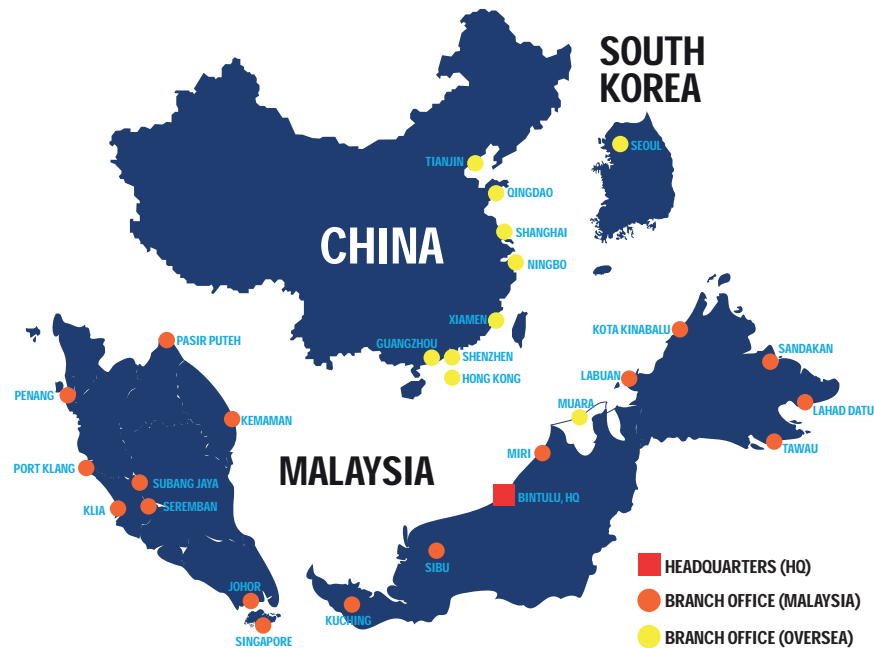 SOUTH
KOREA
SEOUL
TIANJIN
QINGDAO
SHANGHAI
CHINA
NINGBO
XIAMEN
GUANGZHOU
SHENZHEN
HONG KONG
PASIR PUTEH
PENANG
KEMAMAN
PORT KLANG
SUBANG JAYA
KLIA
SEREMBAN
JOHOR
SINGAPORE
MALAYSIA
KOTA KINABALU
SANDAKAN
LABUAN
LAHAD DATU
MUARA
TAWAU
MIRI
BINTULU, HQ
SIBU
KUCHING
HEADQUARTERS (HQ)
BRANCH OFFICE (MALAYSIA)
BRANCH OFFICE (OVERSEA)